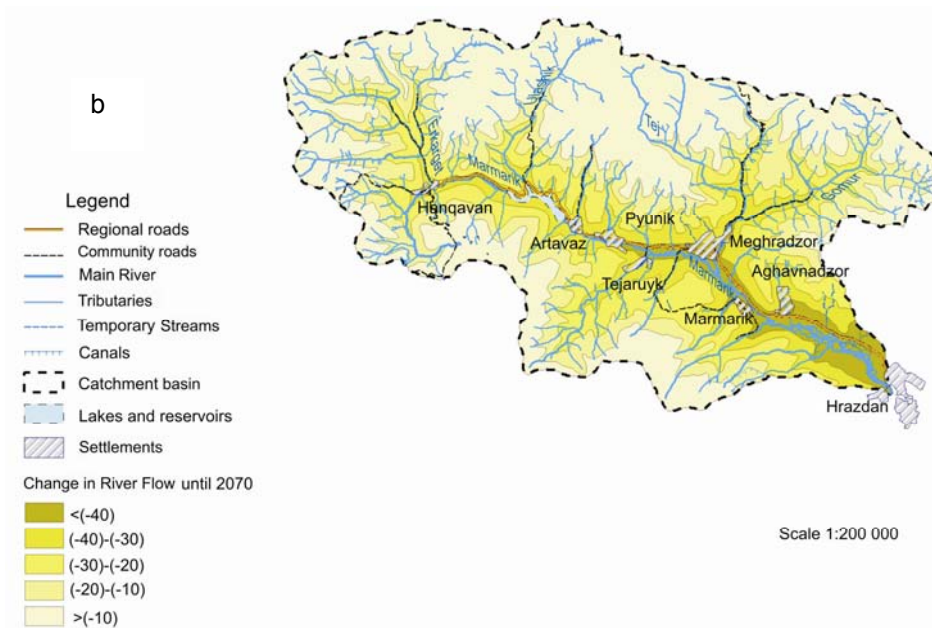 b
Ulashik
Tej
Marmarik
Gomur
Hanqavan
Pyunik
Artavaz
Meghradzor
Tejaruyk
Marmarik
Aghavnadzor
Marmarik
Hrazdan
Legend
Regional roads
Community roads
Main River
Tributaries
Temporary Streams
Canals
Catchment basin
Lakes and reservoirs
Settlements
Change in River Flow until 2070
<(-40)
(-40)-(-30)
(-30)-(-20)
(-20)-(-10)
>(-10)
Scale 1:200 000